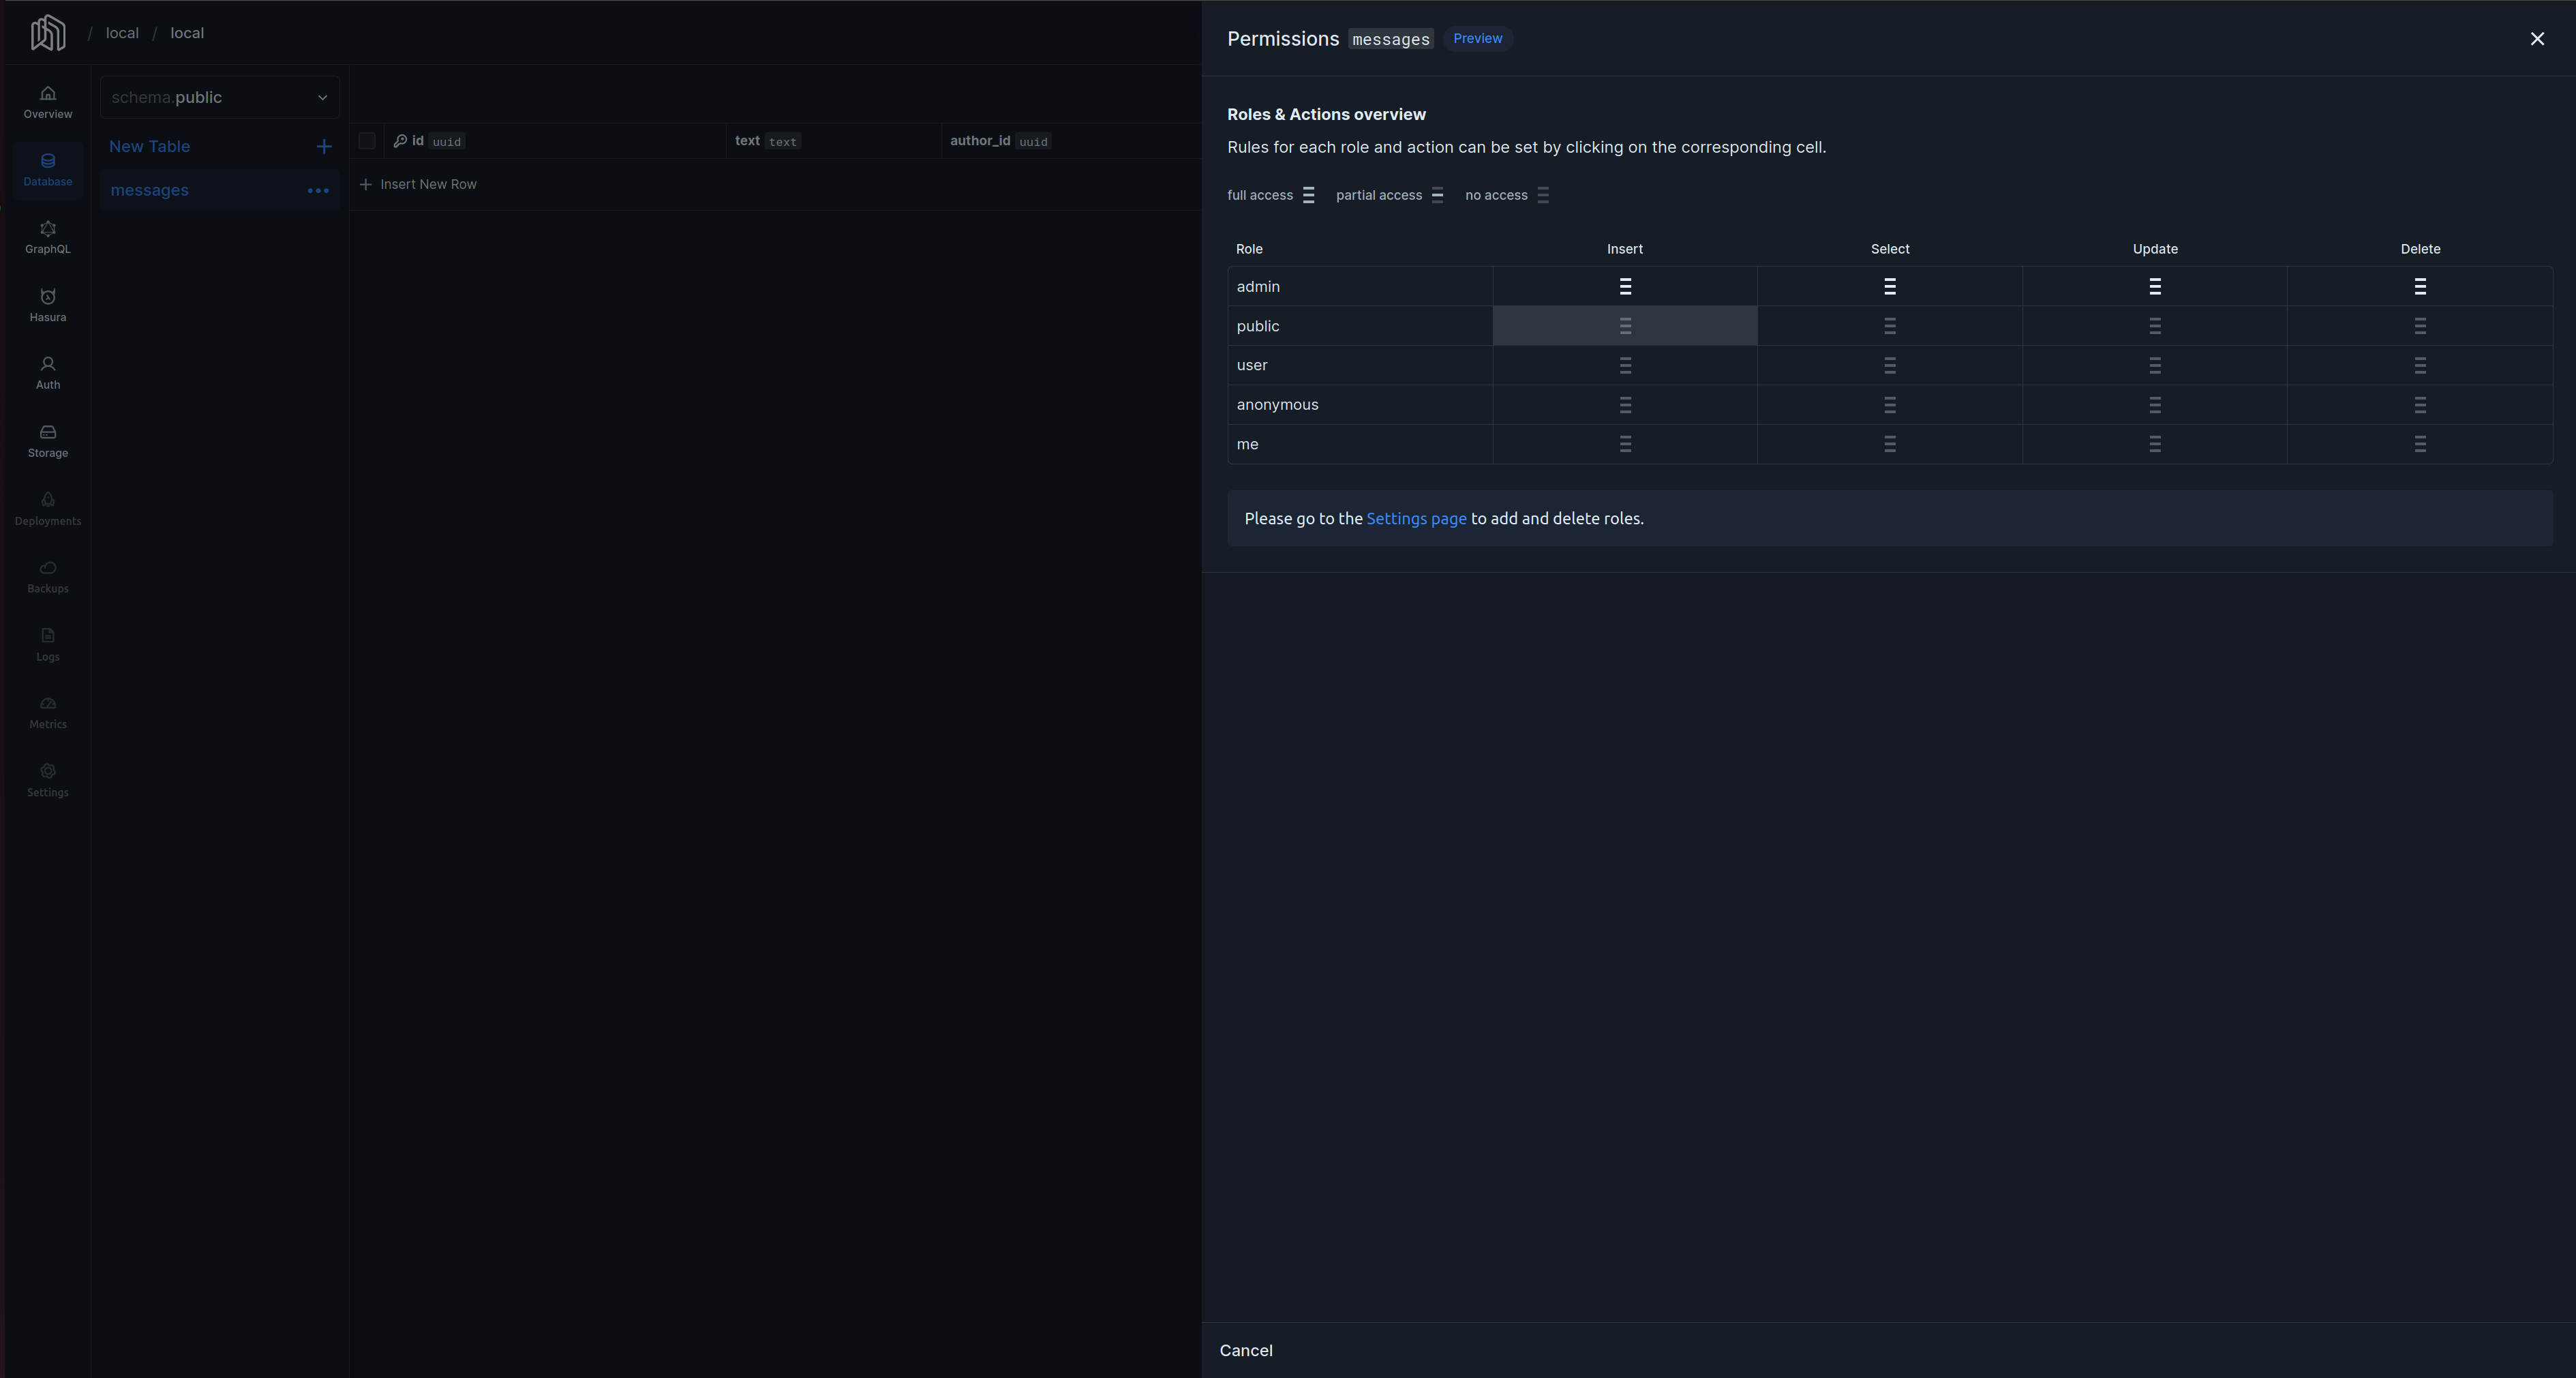 / local / local
Overview
Database
GraphQL
Hasura
Auth
Storage
Deployments
Backups
Logs
Metrics
Settings
schema.public
New Table
messages
id uuid
text text
author_id uuid
Insert New Row
Permissions messages Preview
Roles & Actions overview
Rules for each role and action can be set by clicking on the corresponding cell.
full access partial access no access
Role Insert Select Update Delete
admin
public
user
anonymous
me
Please go to the Settings page to add and delete roles.
Cancel